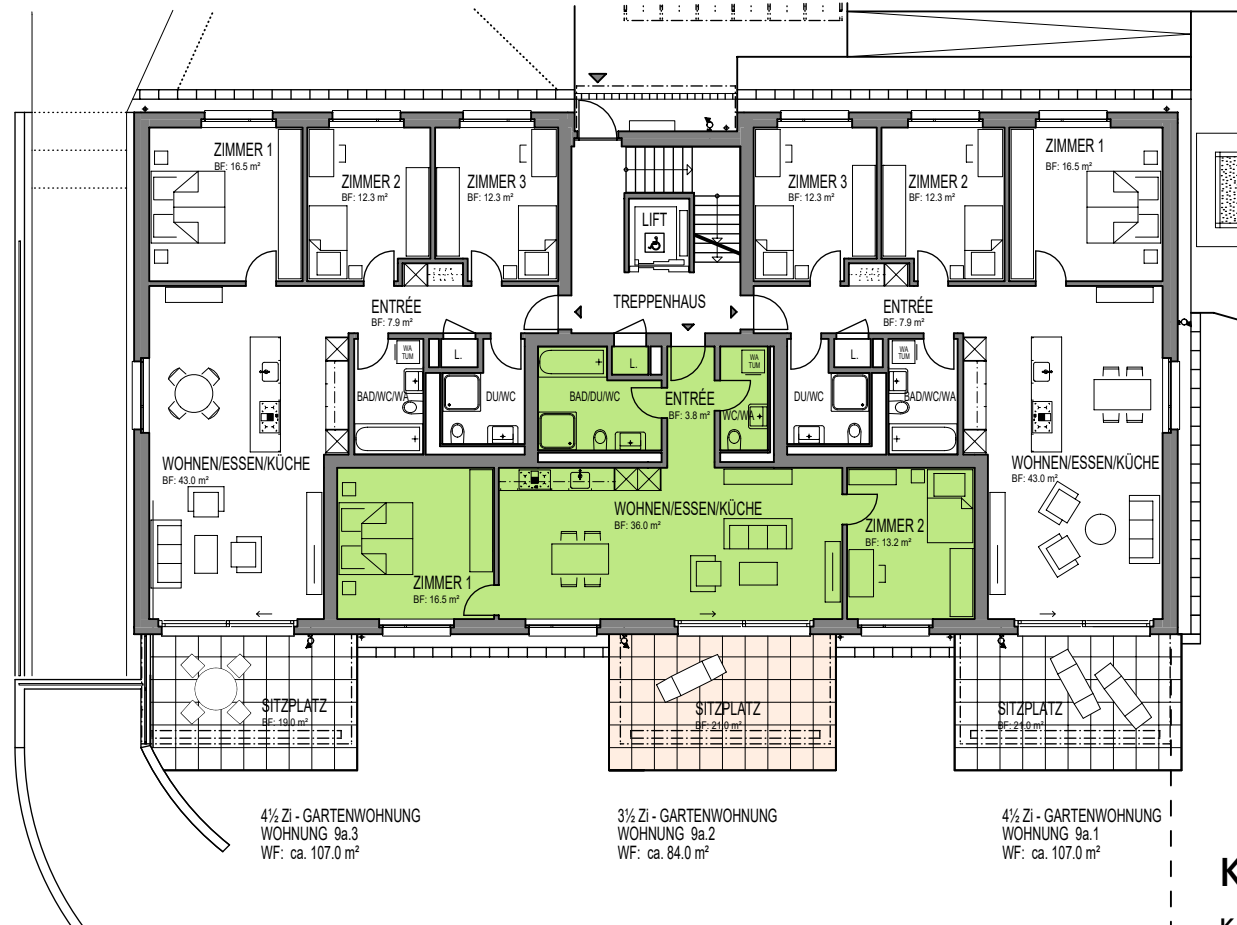 ZIMMER 1
BF: 16.5 m²
ZIMMER 2
BF: 12.3 m²
ZIMMER 3
BF: 12.3 m²
LIFT
ZIMMER 3
BF: 12.3 m²
ZIMMER 2
BF: 12.3 m²
ZIMMER 1
BF: 16.5 m²
ENTRÉE
BF: 7.9 m²
TREPPENHAUS
ENTRÉE
BF: 7.9 m²
WA
TUM
L.
L.
WA
TUM
L.
WA
TUM
BAD/WC/WA
DU/WC
BAD/DU/WC
ENTRÉE
BF: 3.8 m²
WC/WA
DU/WC
BAD/WC/WA
WOHNEN/ESSEN/KÜCHE
BF: 43.0 m²
WOHNEN/ESSEN/KÜCHE
BF: 36.0 m²
WOHNEN/ESSEN/KÜCHE
BF: 43.0 m²
ZIMMER 1
BF: 16.5 m²
ZIMMER 2
BF: 13.2 m²
SITZPLATZ
BF: 19.0 m²
SITZPLATZ
BF: 21.0 m²
SITZPLATZ
BF: 21.0 m²
4½ Zi - GARTENWOHNUNG
WOHNUNG 9a.3
WF: ca. 107.0 m²
3½ Zi - GARTENWOHNUNG
WOHNUNG 9a.2
WF: ca. 84.0 m²
4½ Zi - GARTENWOHNUNG
WOHNUNG 9a.1
WF: ca. 107.0 m²
K